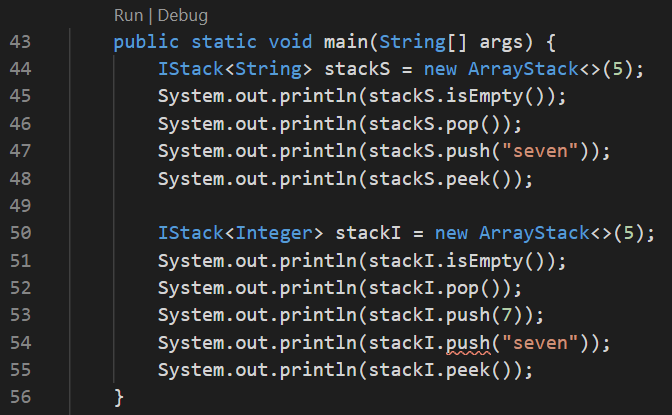 Run | Debug
43 public static void main(String[] args) {
44 IStack<String> stackS = new ArrayStack<>(5);
45 System.out.println(stackS.isEmpty());
46 System.out.println(stackS.pop());
47 System.out.println(stackS.push("seven"));
48 System.out.println(stackS.peek());
49
50 IStack<Integer> stackI = new ArrayStack<>(5);
51 System.out.println(stackI.isEmpty());
52 System.out.println(stackI.pop());
53 System.out.println(stackI.push(7));
54 System.out.println(stackI.push("seven"));
55 System.out.println(stackI.peek());
56 }